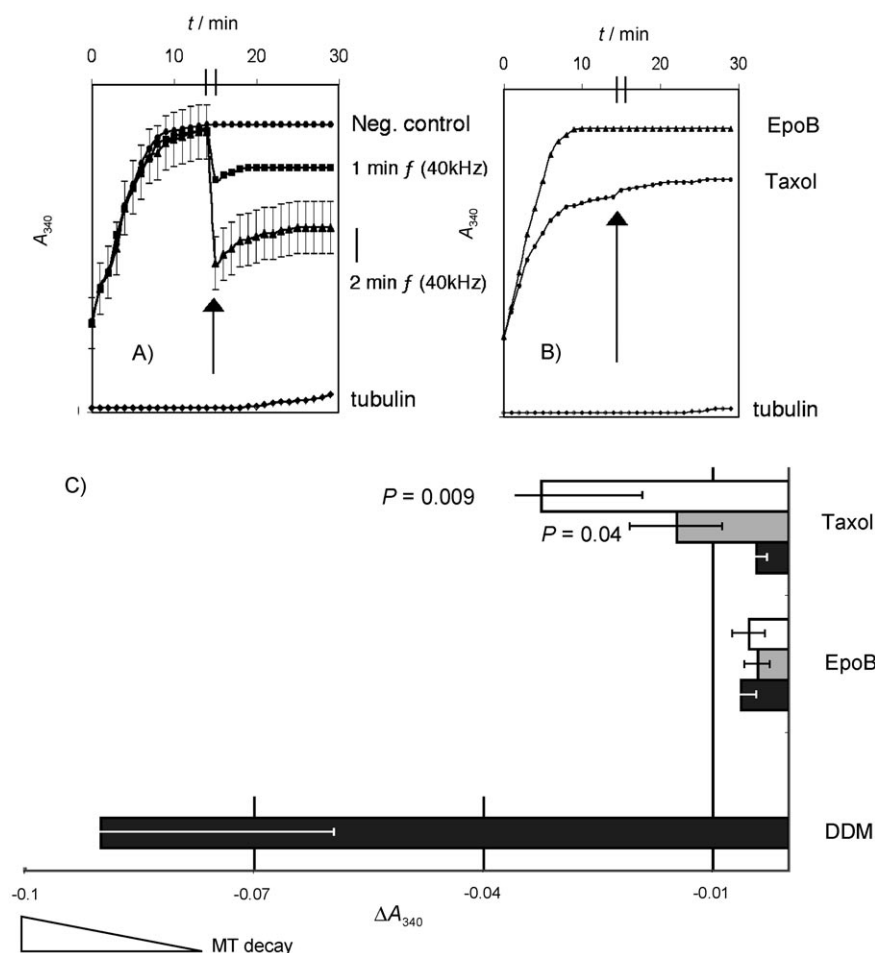 t / min
0 10 20 30
A340
Neg. control
1 min ƒ (40kHz)
2 min ƒ (40kHz)
tubulin
A)
t / min
0 10 20 30
A340
EpoB
Taxol
tubulin
B)
C)
P = 0.009
Taxol
P = 0.04
EpoB
DDM
-0.1 -0.07 -0.04 -0.01
ΔA340
MT decay